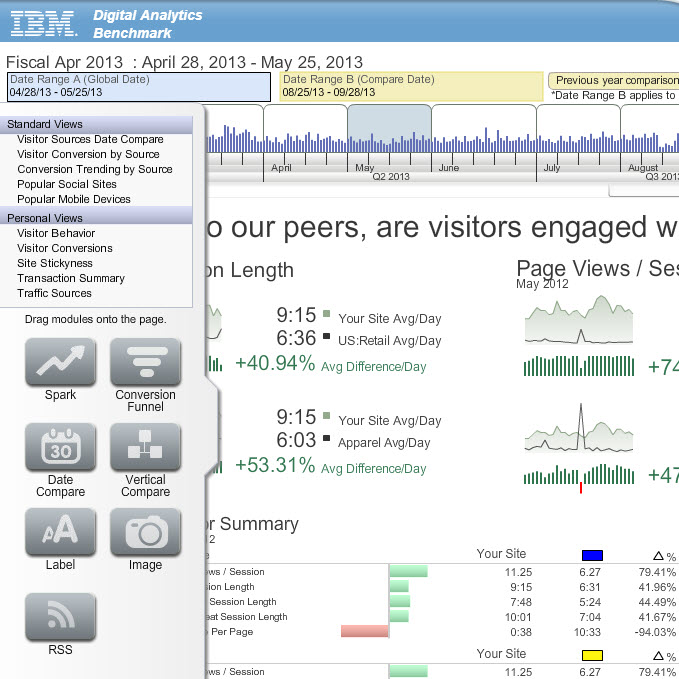 IBM.
Digital Analytics
Benchmark
Fiscal Apr 2013 : April 28, 2013 - May 25, 2013
Date Range A (Global Date)
04/28/13 - 05/25/13
Date Range B (Compare Date)
08/25/13 - 09/28/13
Previous year comparison
*Date Range B applies to
Standard Views
Visitor Sources Date Compare
Visitor Conversion by Source
Conversion Trending by Source
Popular Social Sites
Popular Mobile Devices
Personal Views
Visitor Behavior
Visitor Conversions
Site Stickyness
Transaction Summary
Traffic Sources
Drag modules onto the page.
Spark
Conversion
Funnel
Date
Compare
30
Vertical
Compare
AA
Label
Image
RSS
April
May
June
July
August
Q2 2013
Q3 2013
o our peers, are visitors engaged w
on Length
9:15 Your Site Avg/Day
6:36 US:Retail Avg/Day
+40.94% Avg Difference/Day
9:15 Your Site Avg/Day
6:03 Apparel Avg/Day
+53.31% Avg Difference/Day
Page Views / Ses
May 2012
+74
+47
r Summary
12
e Your Site △ %
ws / Session 11.25 6.27 79.41%
sion Length 9:15 6:31 41.96%
Session Length 7:48 5:24 44.49%
eat Session Length 10:01 7:04 41.67%
Per Page 0:38 10:33 -94.03%
Your Site △ %
ws / Session 11.25 6.27 79.41%